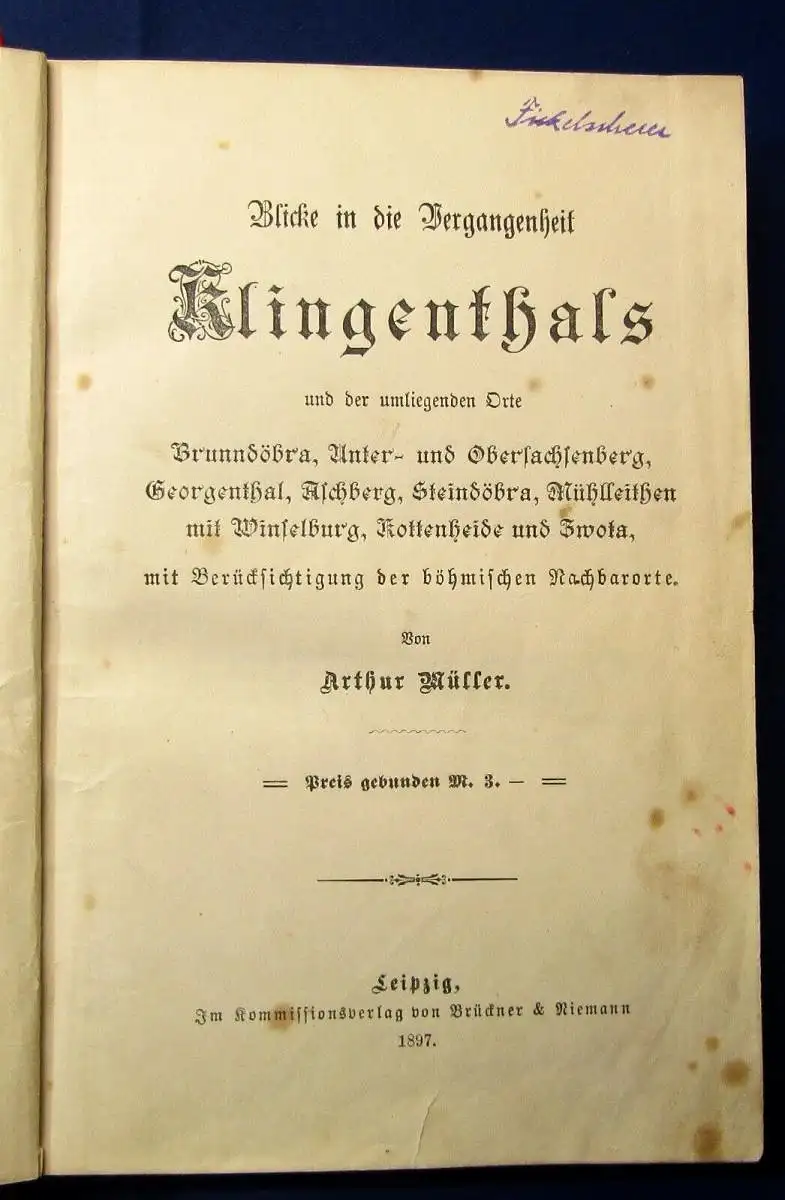 Fickelscherer
Blicke in die Vergangenheit
Klingenthals
und der umliegenden Orte
Brunndöbra, Unter- und Obersachsenberg,
Georgenthal, Aschberg, Steindöbra, Mühlleithen
mit Winselburg, Kottenheide und Zwota,
mit Berücksichtigung der böhmischen Nachbarorte.
Von
Arthur Müller.
= Preis gebunden M. 3. — =
Leipzig,
Im Kommissionsverlag von Brückner & Niemann
1897.